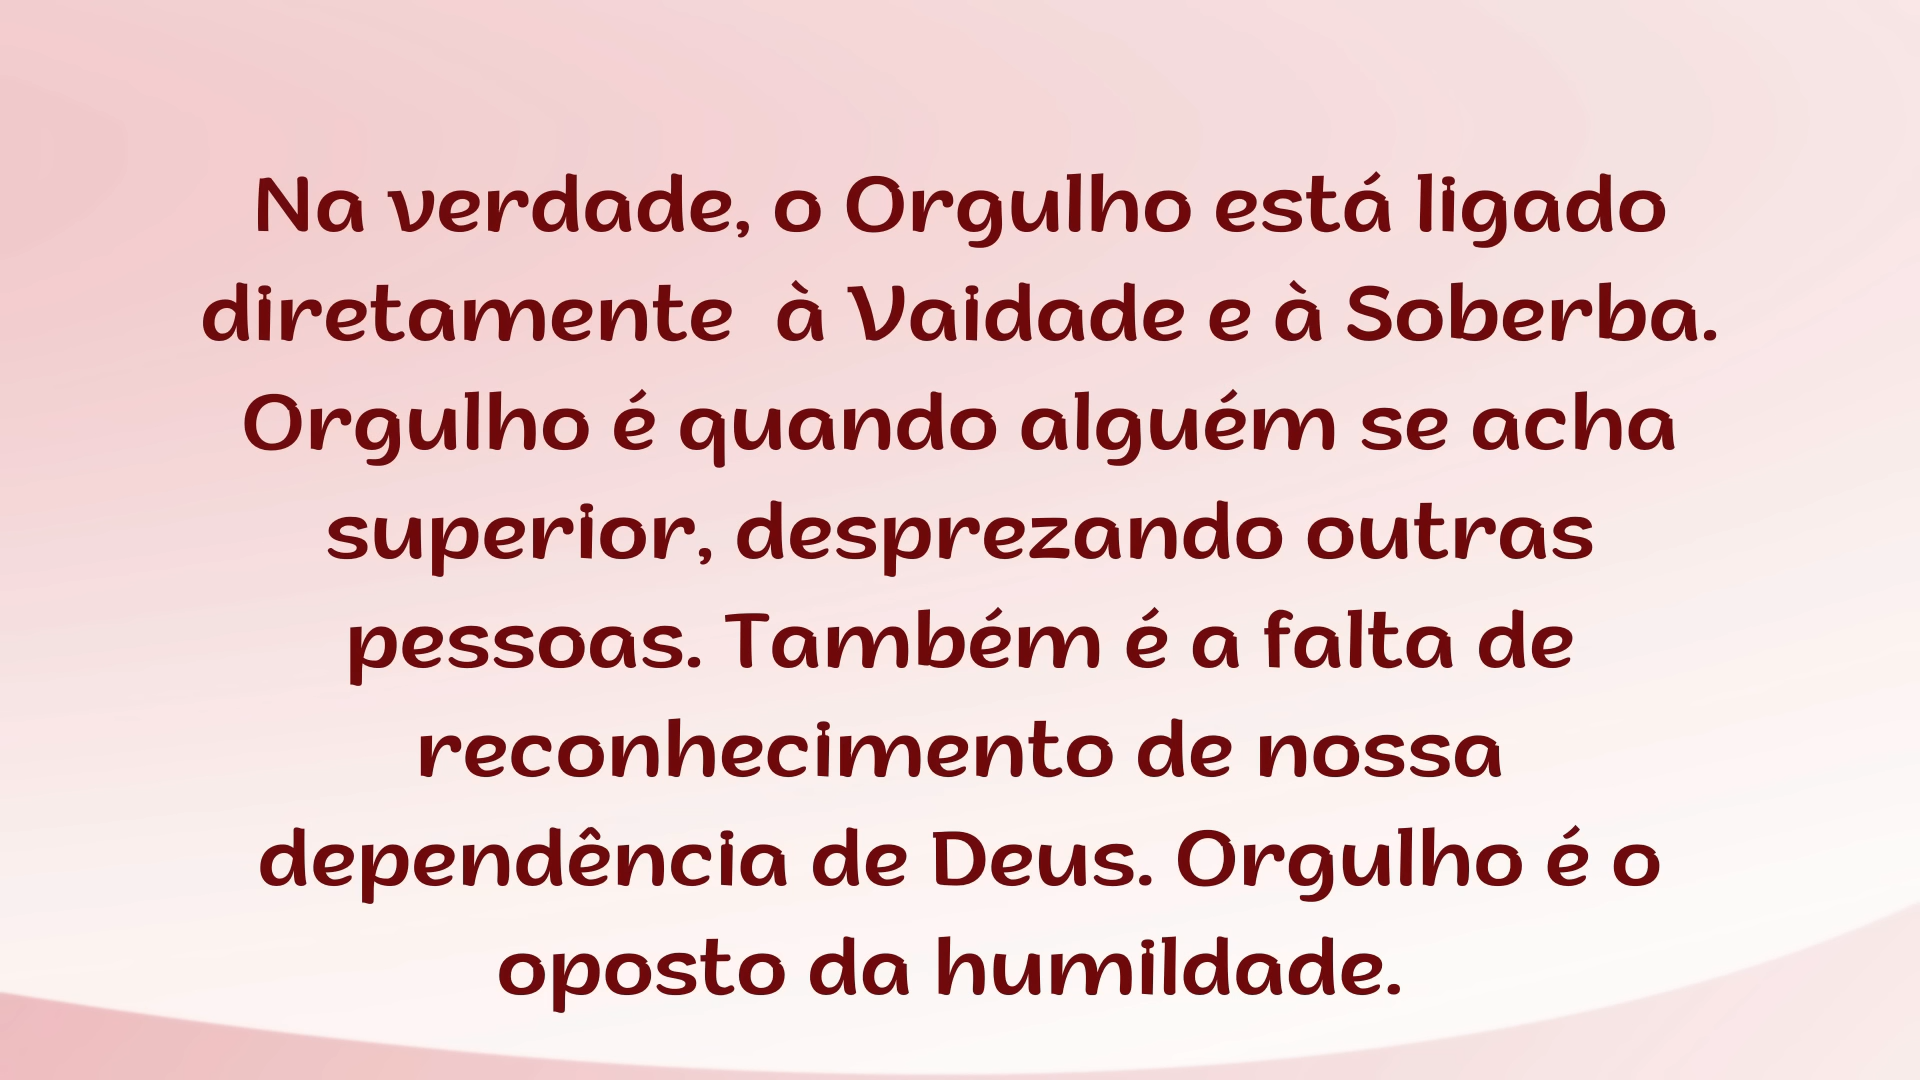 Na verdade, o Orgulho está ligado
diretamente  à Vaidade e à Soberba.
Orgulho é quando alguém se acha
superior, desprezando outras
pessoas. Também é a falta de
reconhecimento de nossa
dependência de Deus. Orgulho é o
oposto da humildade.